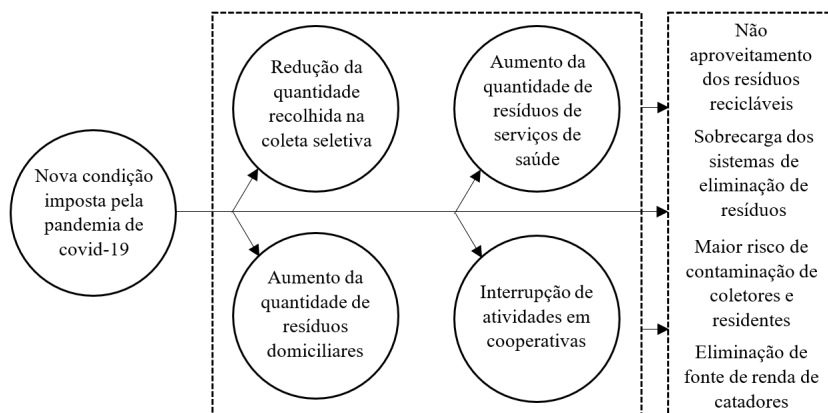 Nova condição
imposta pela
pandemia de
covid-19
Redução da
quantidade
recolhida na
coleta seletiva
Aumento da
quantidade de
resíduos
domiciliares
Aumento da
quantidade de
resíduos de
serviços de
saúde
Interrupção de
atividades em
cooperativas
Não
aproveitamento
dos resíduos
recicláveis
Sobrecarga dos
sistemas de
eliminação de
resíduos
Maior risco de
contaminação de
coletores e
residentes
Eliminação de
fonte de renda de
catadores